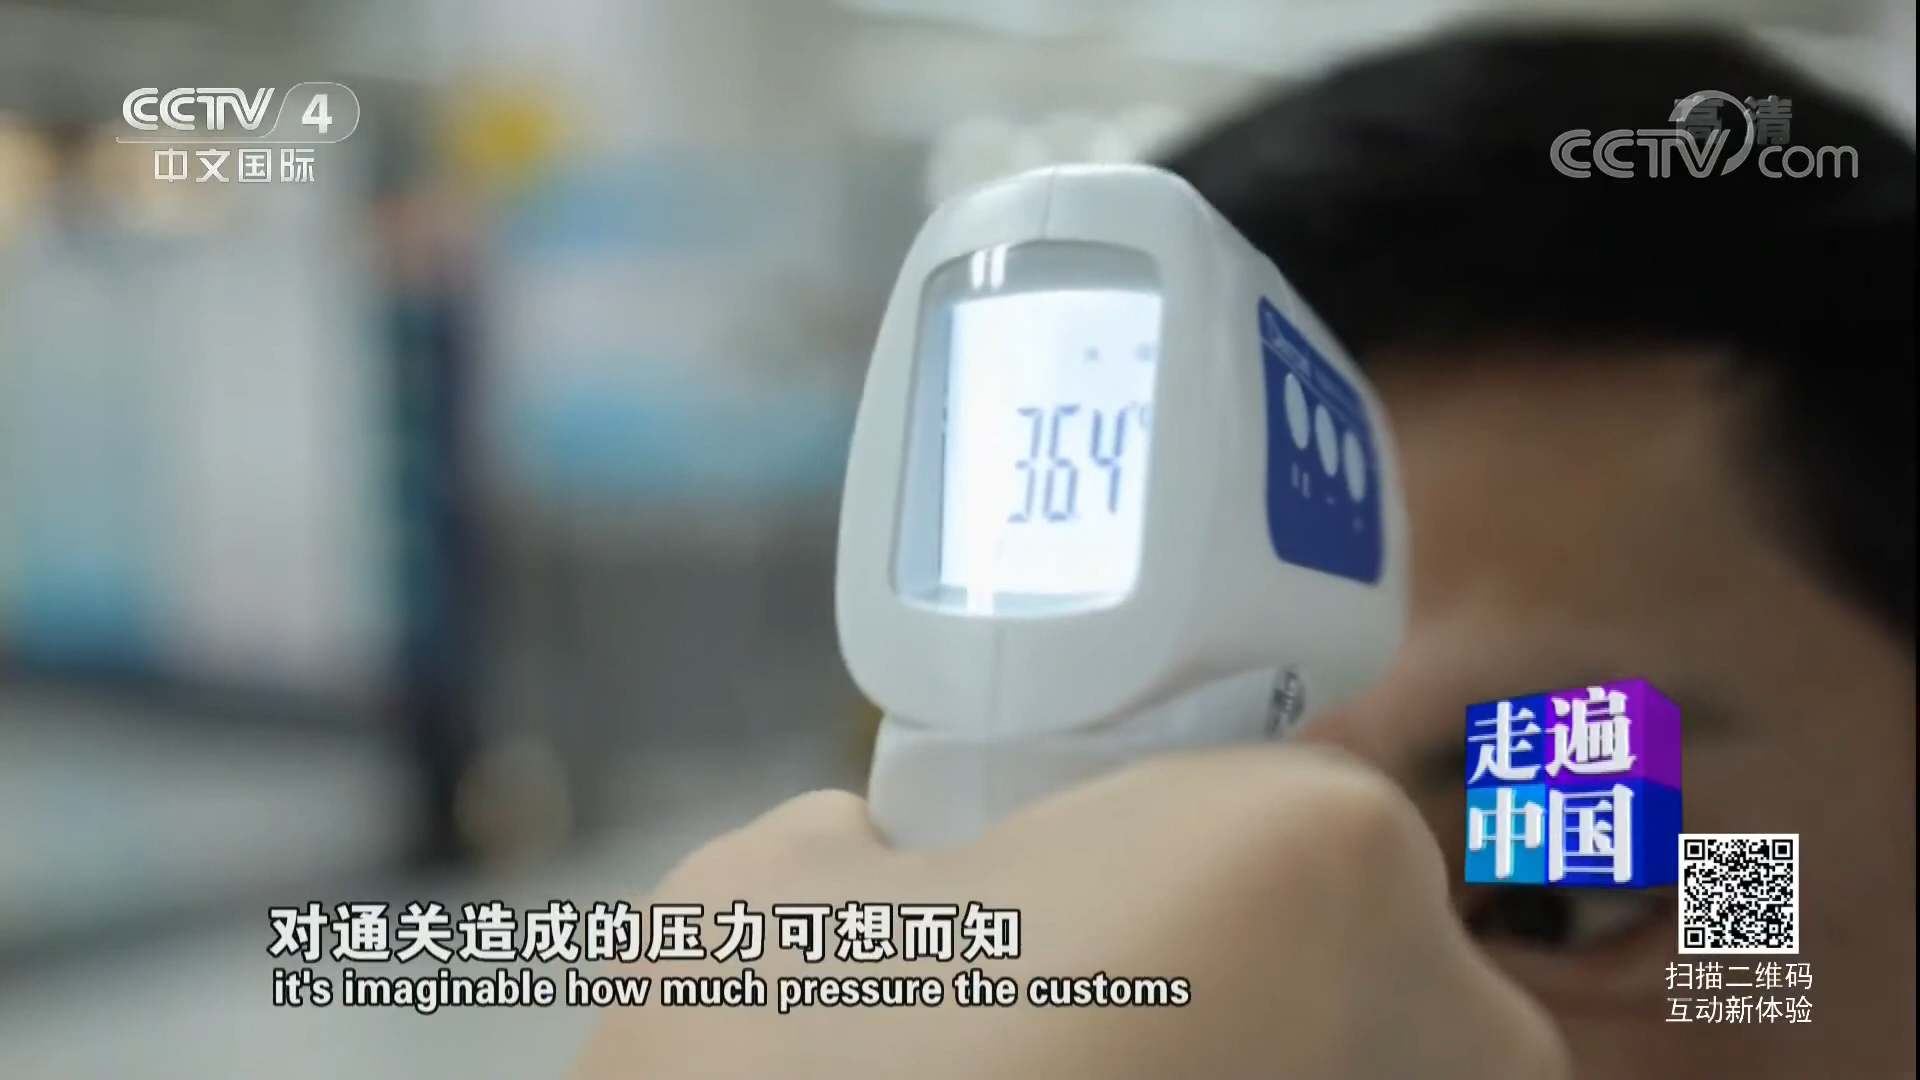 CCTV 4
中文国际
高清
CCTV.com
36.4°C
走遍
中国
对通关造成的压力可想而知
it's imaginable how much pressure the customs
扫描二维码
互动新体验